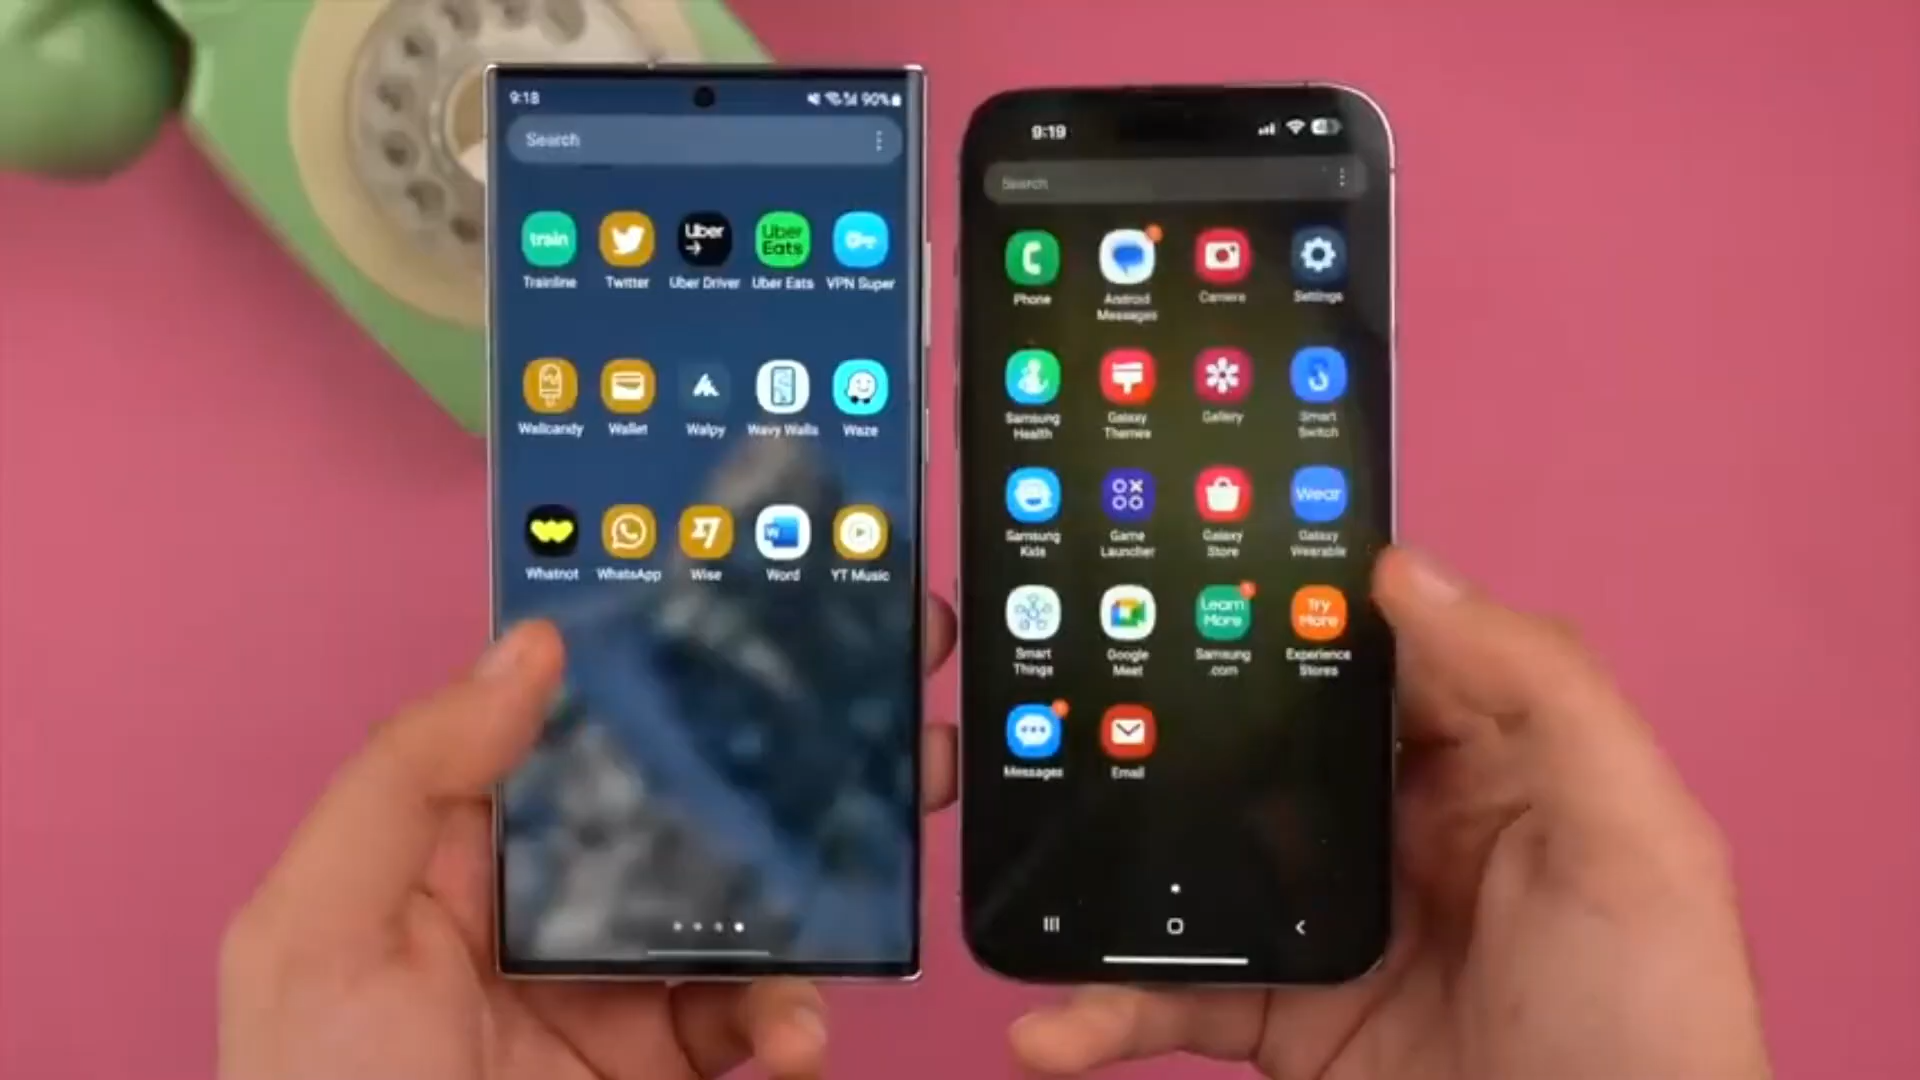 9:18
90%
Search
train
Uber
Uber Eats
Trainline
Twitter
Uber Driver
Uber Eats
VPN Super
Wallcandy
Wallet
Walpy
Wavy Walls
Waze
W
Whatnot
WhatsApp
Wise
Word
YT Music
9:19
Search
Phone
Android Messages
Camera
Settings
Samsung Health
Galaxy Themes
Gallery
Smart Switch
Wear
Samsung Kids
Game Launcher
Galaxy Store
Galaxy Wearable
Learn More
Try More
Smart Things
Google Meet
Samsung .com
Experience Stores
Messages
Email